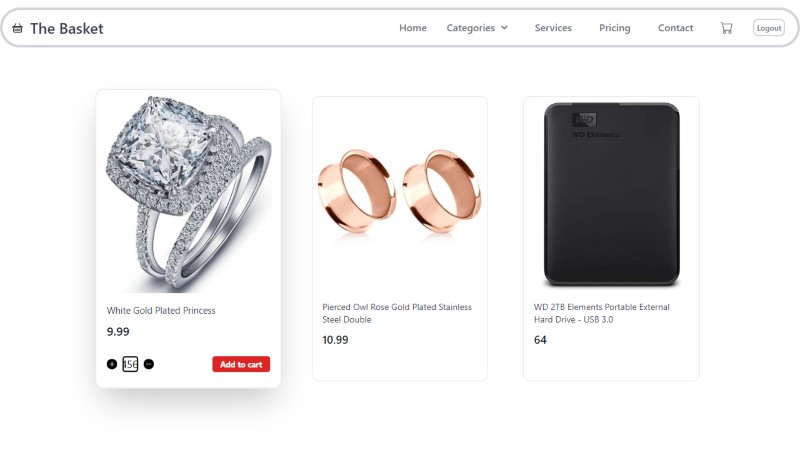 The Basket
Home Categories Services Pricing Contact Logout
White Gold Plated Princess
9.99
156
Add to cart
Pierced Owl Rose Gold Plated Stainless
Steel Double
10.99
WD
WD Elements
WD 2TB Elements Portable External
Hard Drive - USB 3.0
64